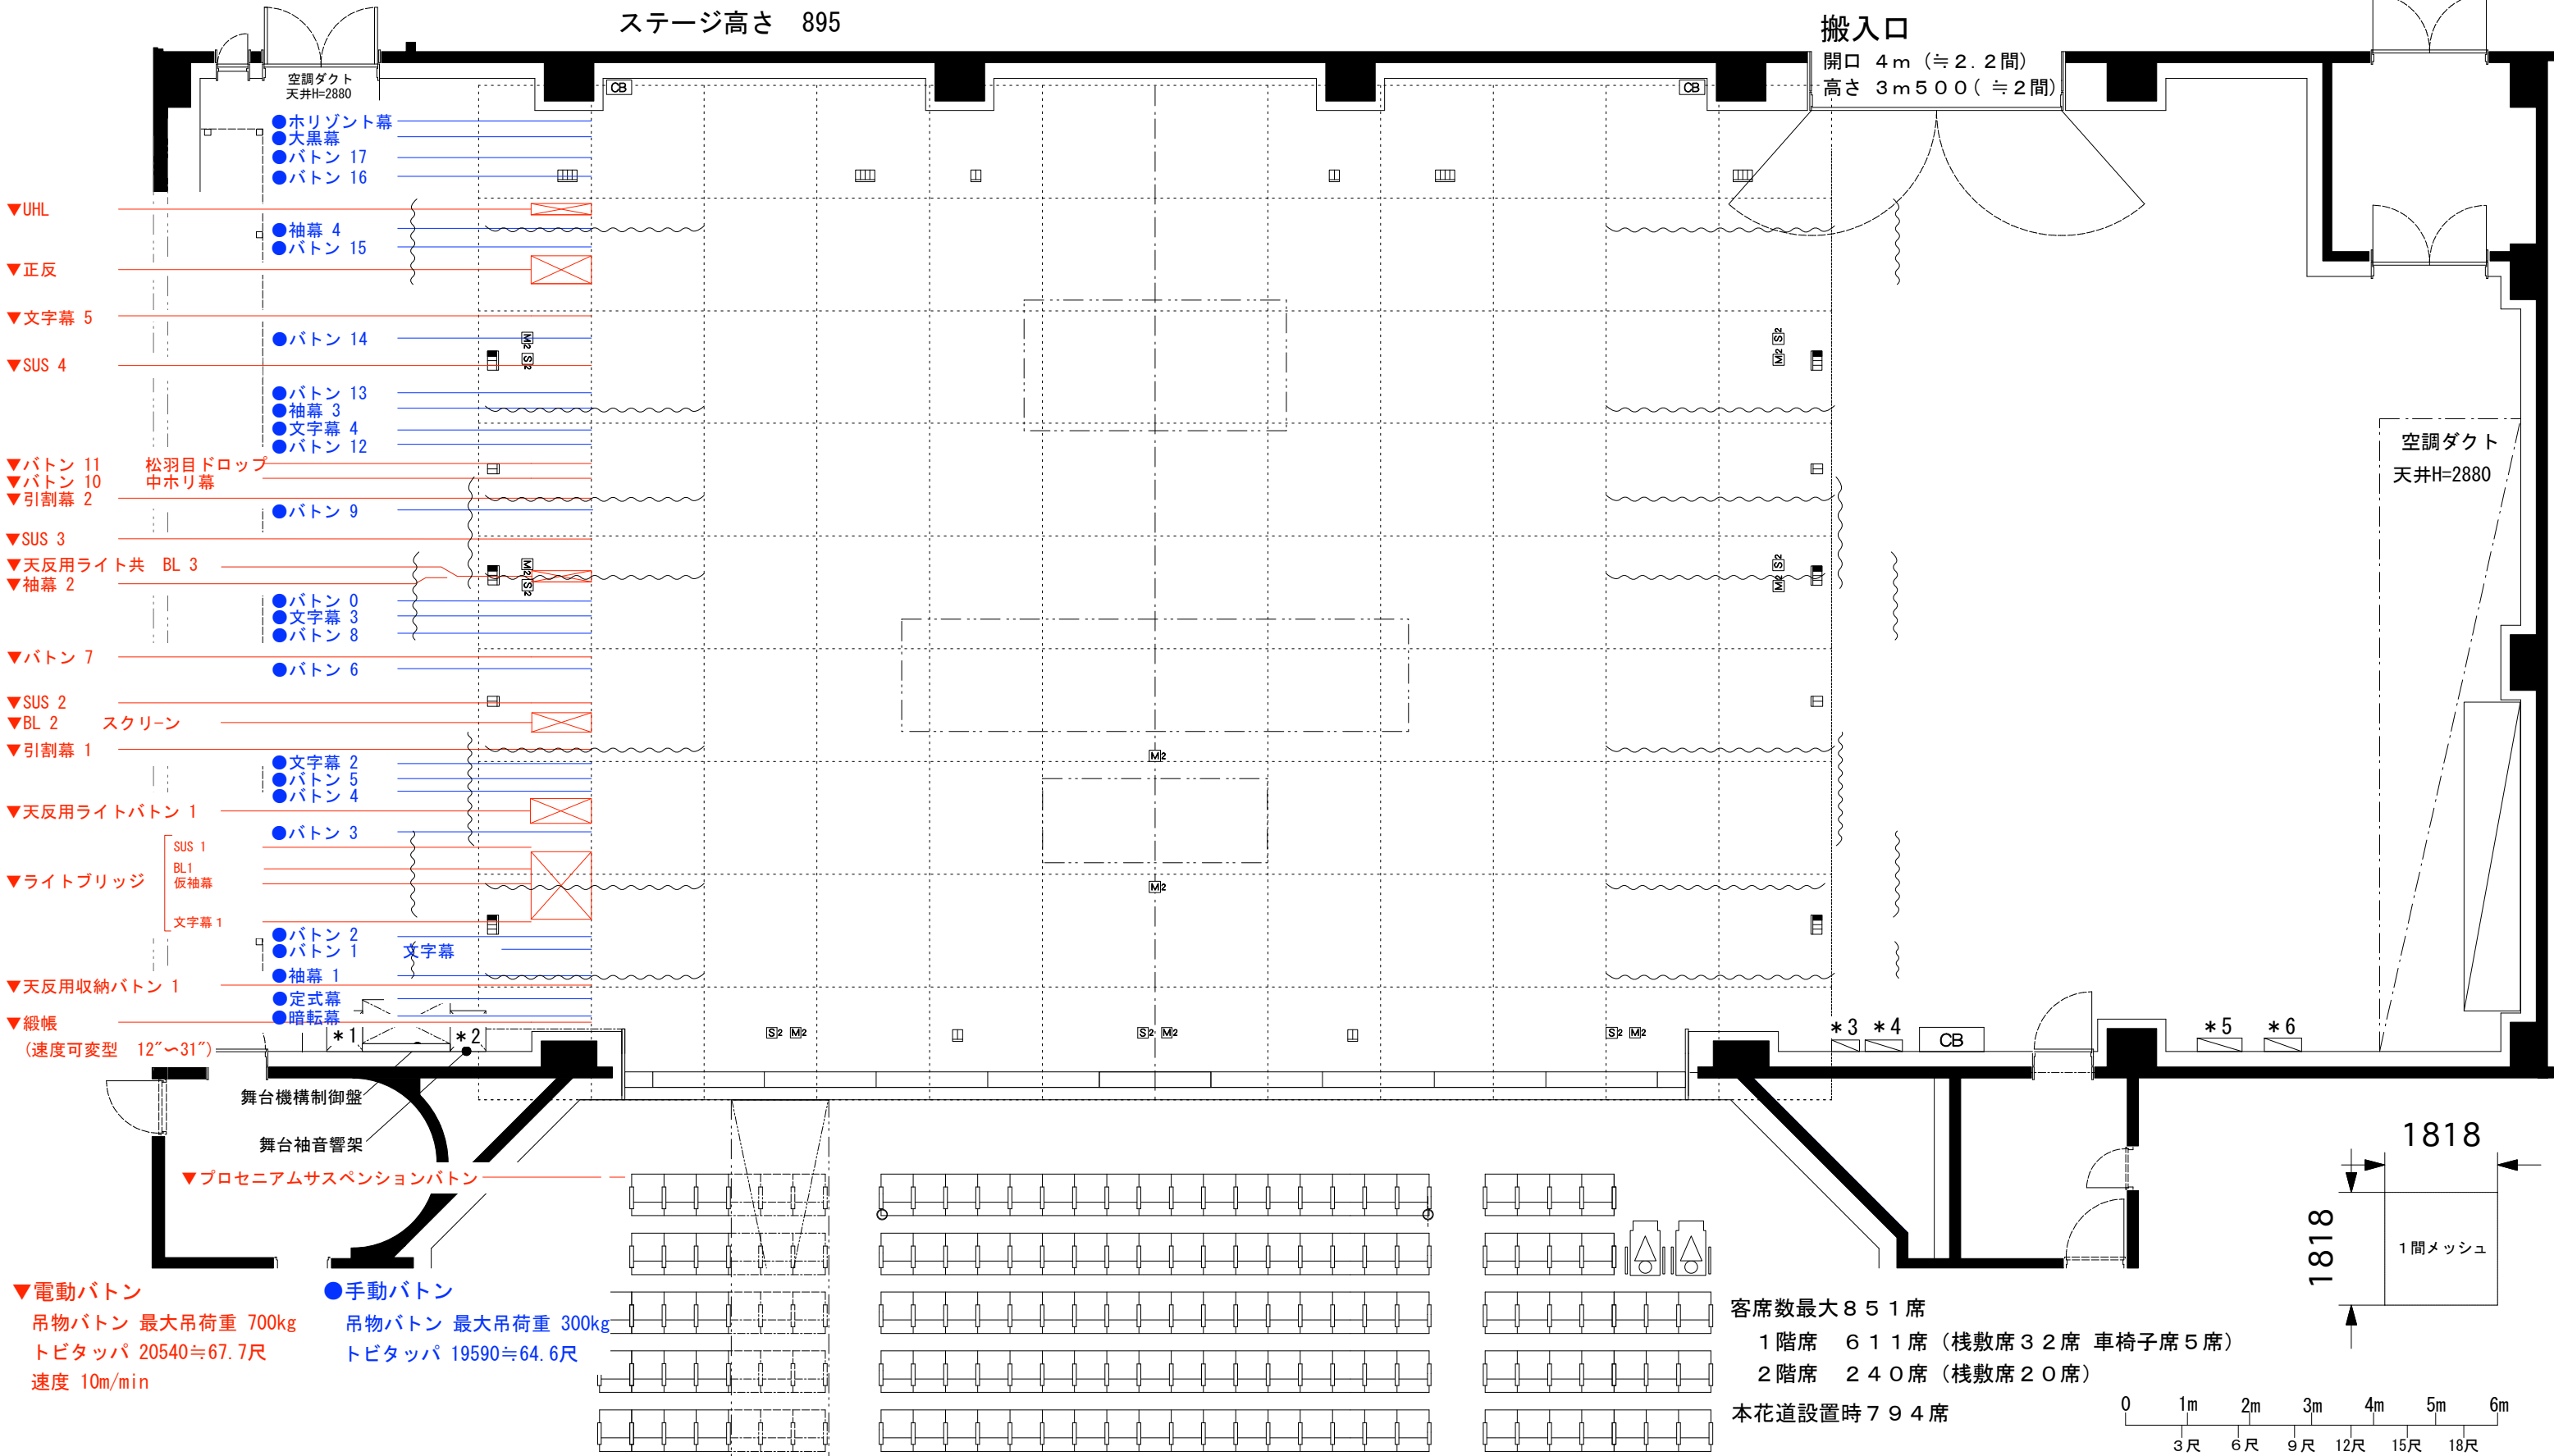 ステージ高さ 895
搬入口
開口 4m（≒2.2間）
高さ 3m500(≒2間)
空調ダクト
天井H=2880
CB
CB
●ホリゾント幕
●大黒幕
●バトン 17
●バトン 16
▼UHL
●袖幕 4
●バトン 15
▼正反
▼文字幕 5
●バトン 14
M2
S2
S2
M2
▼SUS 4
●バトン 13
●袖幕 3
●文字幕 4
●バトン 12
▼バトン 11 松羽目ドロップ
▼バトン 10 中ホリ幕
▼引割幕 2
●バトン 9
空調ダクト
天井H=2880
▼SUS 3
▼天反用ライト共 BL 3
▼袖幕 2
M2
S2
S2
M2
●バトン 0
●文字幕 3
●バトン 8
▼バトン 7
●バトン 6
▼SUS 2
▼BL 2 スクリーン
▼引割幕 1
M2
●文字幕 2
●バトン 5
●バトン 4
▼天反用ライトバトン 1
●バトン 3
▼ライトブリッジ
SUS 1
BL1
仮袖幕
文字幕1
M2
●バトン 2
●バトン 1 文字幕
●袖幕 1
▼天反用収納バトン 1
●定式幕
●暗転幕
▼緞帳
(速度可変型 12″〜31″)
*1
*2
S2 M2
S2 M2
S2 M2
*3 *4
CB
*5 *6
舞台機構制御盤
舞台袖音響架
▼プロセニアムサスペンションバトン
1818
1818
1間メッシュ
▼電動バトン
吊物バトン 最大吊荷重 700kg
トビタッパ 20540≒67.7尺
速度 10m/min
●手動バトン
吊物バトン 最大吊荷重 300kg
トビタッパ 19590≒64.6尺
客席数最大851席
1階席 611席（桟敷席32席 車椅子席5席）
2階席 240席（桟敷席20席）
本花道設置時794席
0 1m 2m 3m 4m 5m 6m
3尺 6尺 9尺 12尺 15尺 18尺